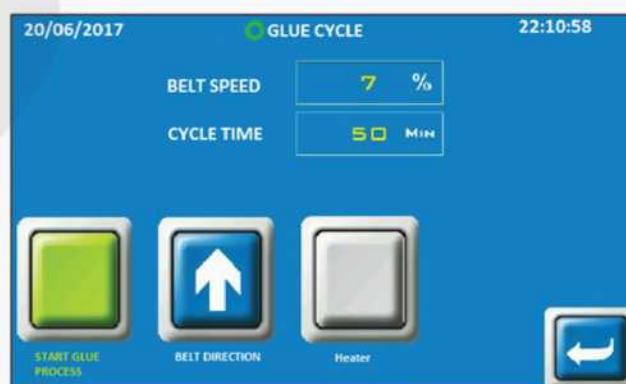 20/06/2017 GLUE CYCLE 22:10:58
BELT SPEED 7 %
CYCLE TIME 50 MIN
START GLUE
PROCESS
BELT DIRECTION
Heater